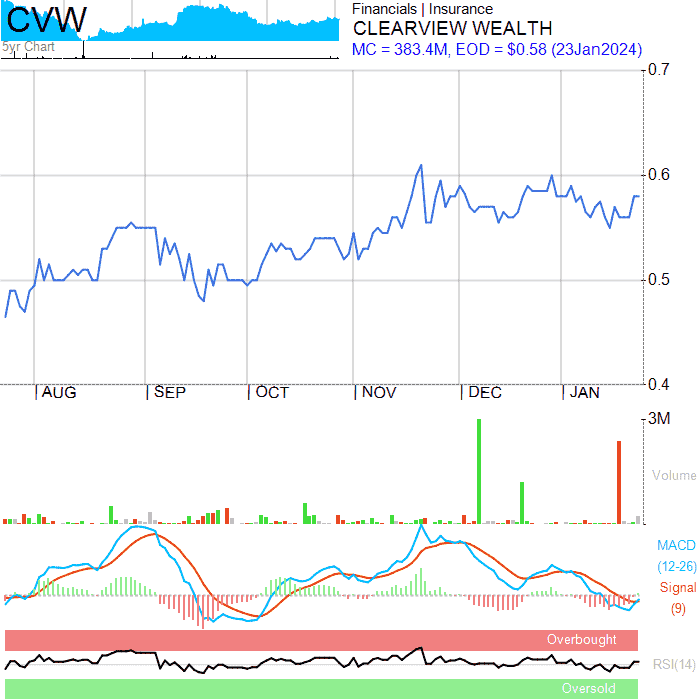 CVW
5yr Chart
Financials | Insurance
CLEARVIEW WEALTH
MC = 383.4M, EOD = $0.58 (23Jan2024)
0.7
0.6
0.5
0.4
|AUG |SEP |OCT |NOV |DEC |JAN
3M
Volume
MACD
(12-26)
Signal
(9)
Overbought
RSI(14)
Oversold